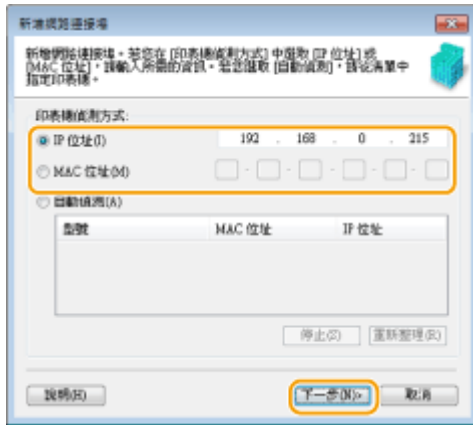 新增網路連接埠
新增網路連接埠。若您在 [印表機偵測方式] 中選取 [IP 位址] 或
[MAC 位址]，請輸入所需的資訊。若您選取 [自動偵測]，請從清單中
指定印表機。
印表機偵測方式:
IP 位址(I) 192 . 168 . 0 . 215
MAC 位址(M) - - - - -
自動偵測(A)
型號 MAC 位址 IP 位址
停止(S) 重新整理(R)
說明(H) 下一步(N)> 取消